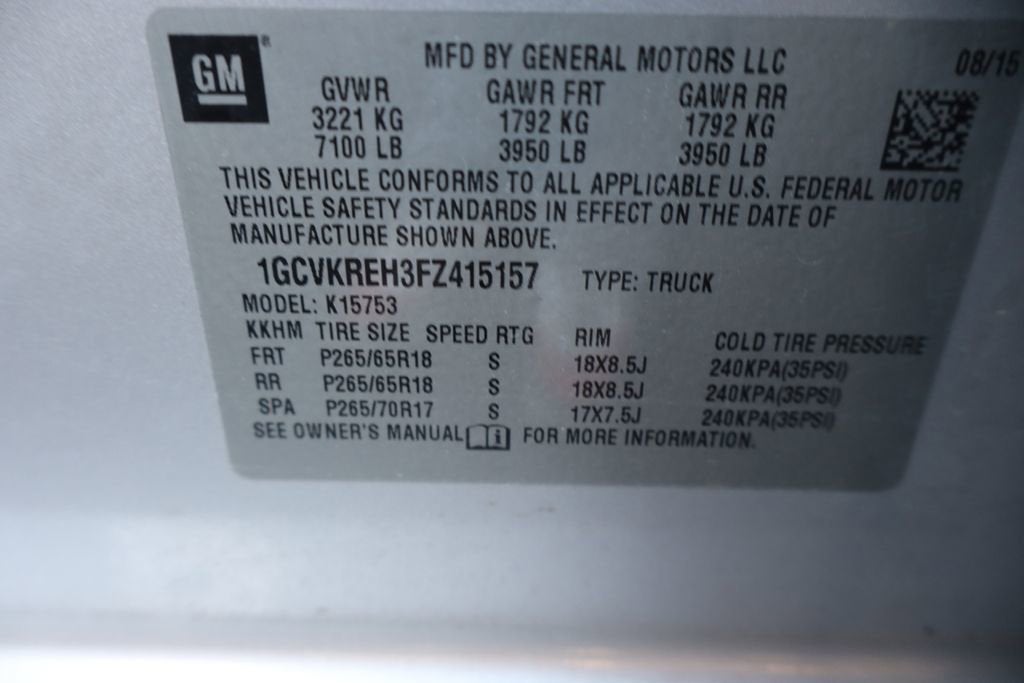 GM®
MFD BY GENERAL MOTORS LLC 08/15
GVWR GAWR FRT GAWR RR
3221 KG 1792 KG 1792 KG
7100 LB 3950 LB 3950 LB
THIS VEHICLE CONFORMS TO ALL APPLICABLE U.S. FEDERAL MOTOR
VEHICLE SAFETY STANDARDS IN EFFECT ON THE DATE OF
MANUFACTURE SHOWN ABOVE.
1GCVKREH3FZ415157 TYPE: TRUCK
MODEL: K15753
KKHM TIRE SIZE SPEED RTG RIM COLD TIRE PRESSURE
FRT P265/65R18 S 18X8.5J 240KPA(35PSI)
RR P265/65R18 S 18X8.5J 240KPA(35PSI)
SPA P265/70R17 S 17X7.5J 240KPA(35PSI)
SEE OWNER'S MANUAL i FOR MORE INFORMATION.